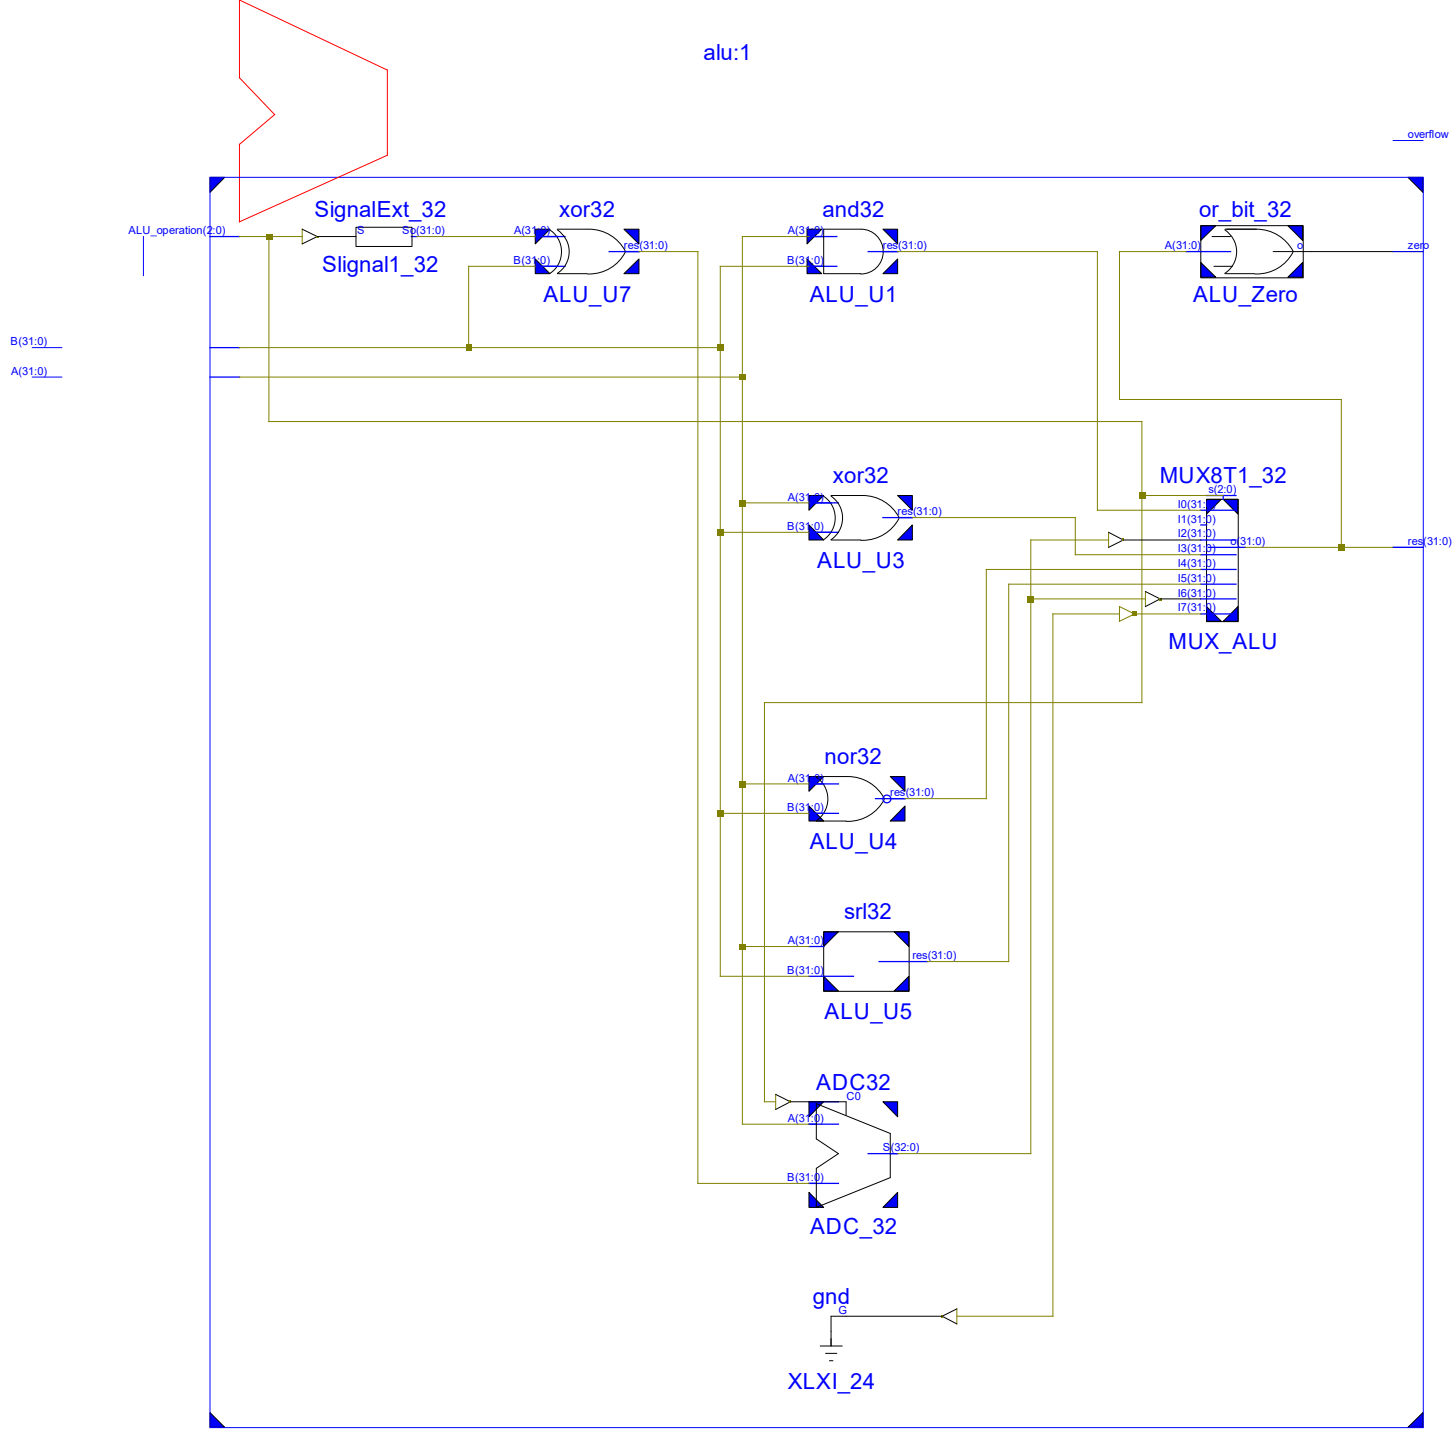 alu:1
overflow
SignalExt_32
xor32
and32
or_bit_32
ALU_operation(2:0)
S
So(31:0)
A(31:0)
res(31:0)
B(31:0)
A(31:0)
res(31:0)
B(31:0)
A(31:0)
o
zero
Slignal1_32
ALU_U7
ALU_U1
ALU_Zero
B(31:0)
A(31:0)
xor32
MUX8T1_32
A(31:0)
res(31:0)
B(31:0)
ALU_U3
s(2:0)
I0(31:0)
I1(31:0)
I2(31:0)
I3(31:0)
I4(31:0)
I5(31:0)
I6(31:0)
I7(31:0)
o(31:0)
res(31:0)
MUX_ALU
nor32
A(31:0)
res(31:0)
B(31:0)
ALU_U4
srl32
A(31:0)
res(31:0)
B(31:0)
ALU_U5
ADC32
C0
A(31:0)
S(32:0)
B(31:0)
ADC_32
gnd
G
XLXI_24